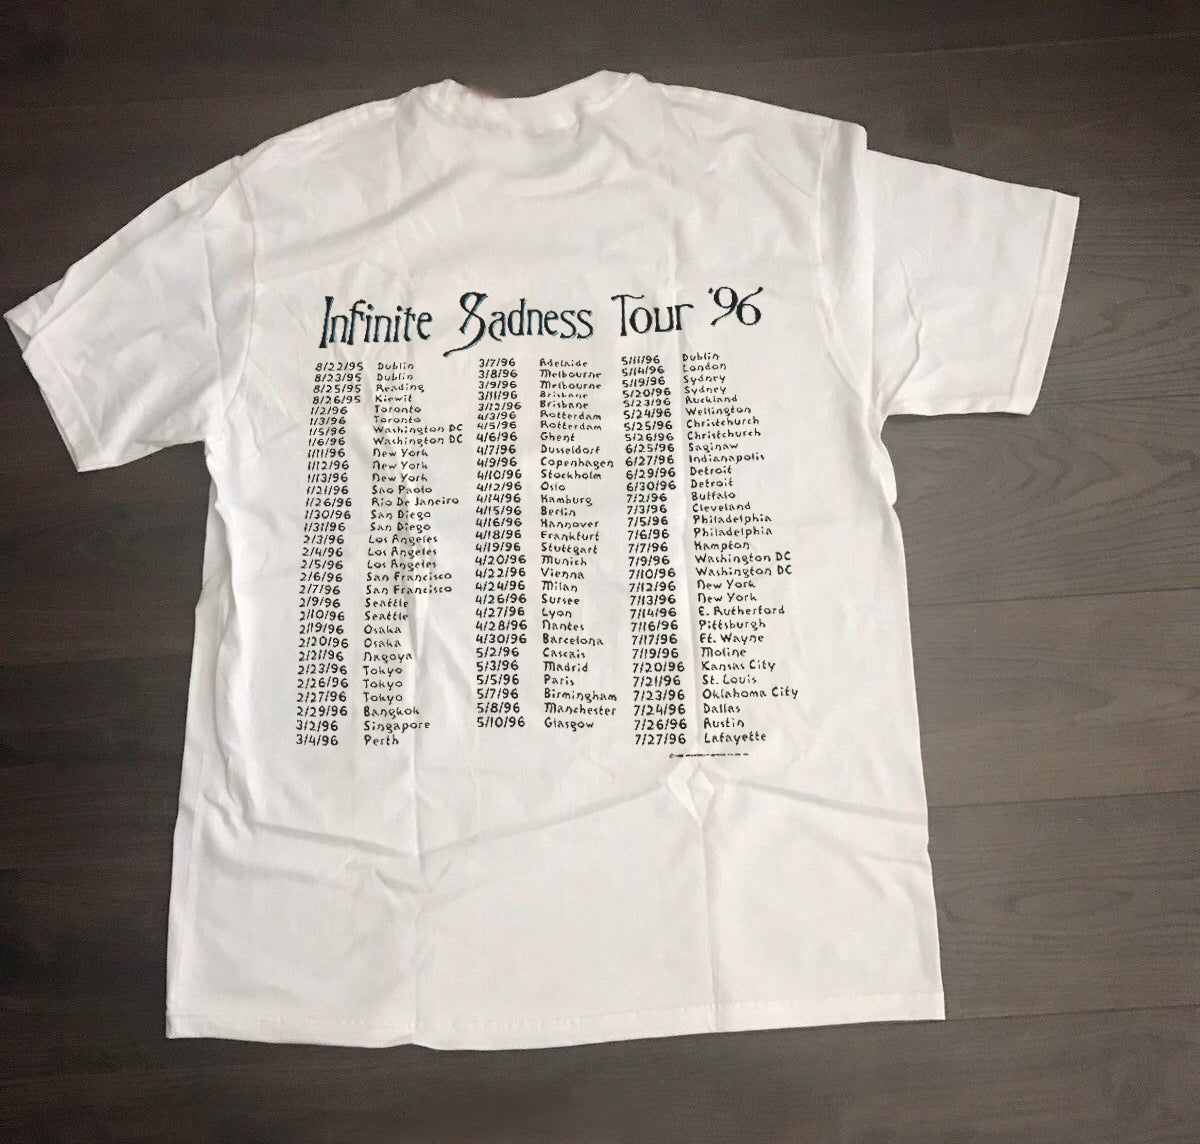 Infinite Sadness Tour '96
8/22/95 Dublin
8/23/95 Dublin
8/25/95 Reading
8/26/95 Kiewit
1/2/96 Toronto
1/3/96 Toronto
1/5/96 Washington DC
1/6/96 Washington DC
1/11/96 New York
1/12/96 New York
1/13/96 New York
1/21/96 Sao Paolo
1/26/96 Rio De Janeiro
1/30/96 San Diego
1/31/96 San Diego
2/3/96 Los Angeles
2/4/96 Los Angeles
2/5/96 Los Angeles
2/6/96 San Francisco
2/7/96 San Francisco
2/9/96 Seattle
2/10/96 Seattle
2/19/96 Osaka
2/20/96 Osaka
2/21/96 Nagoya
2/23/96 Tokyo
2/26/96 Tokyo
2/27/96 Tokyo
2/29/96 Bangkok
3/2/96 Singapore
3/4/96 Perth
3/7/96 Adelaide
3/8/96 Melbourne
3/9/96 Melbourne
3/11/96 Brisbane
3/12/96 Brisbane
4/3/96 Rotterdam
4/5/96 Rotterdam
4/6/96 Ghent
4/7/96 Dusseldorf
4/9/96 Copenhagen
4/10/96 Stockholm
4/12/96 Oslo
4/14/96 Hamburg
4/15/96 Berlin
4/16/96 Hannover
4/18/96 Frankfurt
4/19/96 Stuttgart
4/20/96 Munich
4/22/96 Vienna
4/24/96 Milan
4/26/96 Sursee
4/27/96 Lyon
4/28/96 Nantes
4/30/96 Barcelona
5/2/96 Cascais
5/3/96 Madrid
5/5/96 Paris
5/7/96 Birmingham
5/8/96 Manchester
5/10/96 Glasgow
5/11/96 Dublin
5/14/96 London
5/19/96 Sydney
5/20/96 Sydney
5/23/96 Auckland
5/24/96 Wellington
5/25/96 Christchurch
5/26/96 Christchurch
6/25/96 Saginaw
6/27/96 Indianapolis
6/29/96 Detroit
6/30/96 Detroit
7/2/96 Buffalo
7/3/96 Cleveland
7/5/96 Philadelphia
7/6/96 Philadelphia
7/7/96 Hampton
7/9/96 Washington DC
7/10/96 Washington DC
7/12/96 New York
7/13/96 New York
7/14/96 E. Rutherford
7/16/96 Pittsburgh
7/17/96 Ft. Wayne
7/19/96 Moline
7/20/96 Kansas City
7/21/96 St. Louis
7/23/96 Oklahoma City
7/24/96 Dallas
7/26/96 Austin
7/27/96 Lafayette